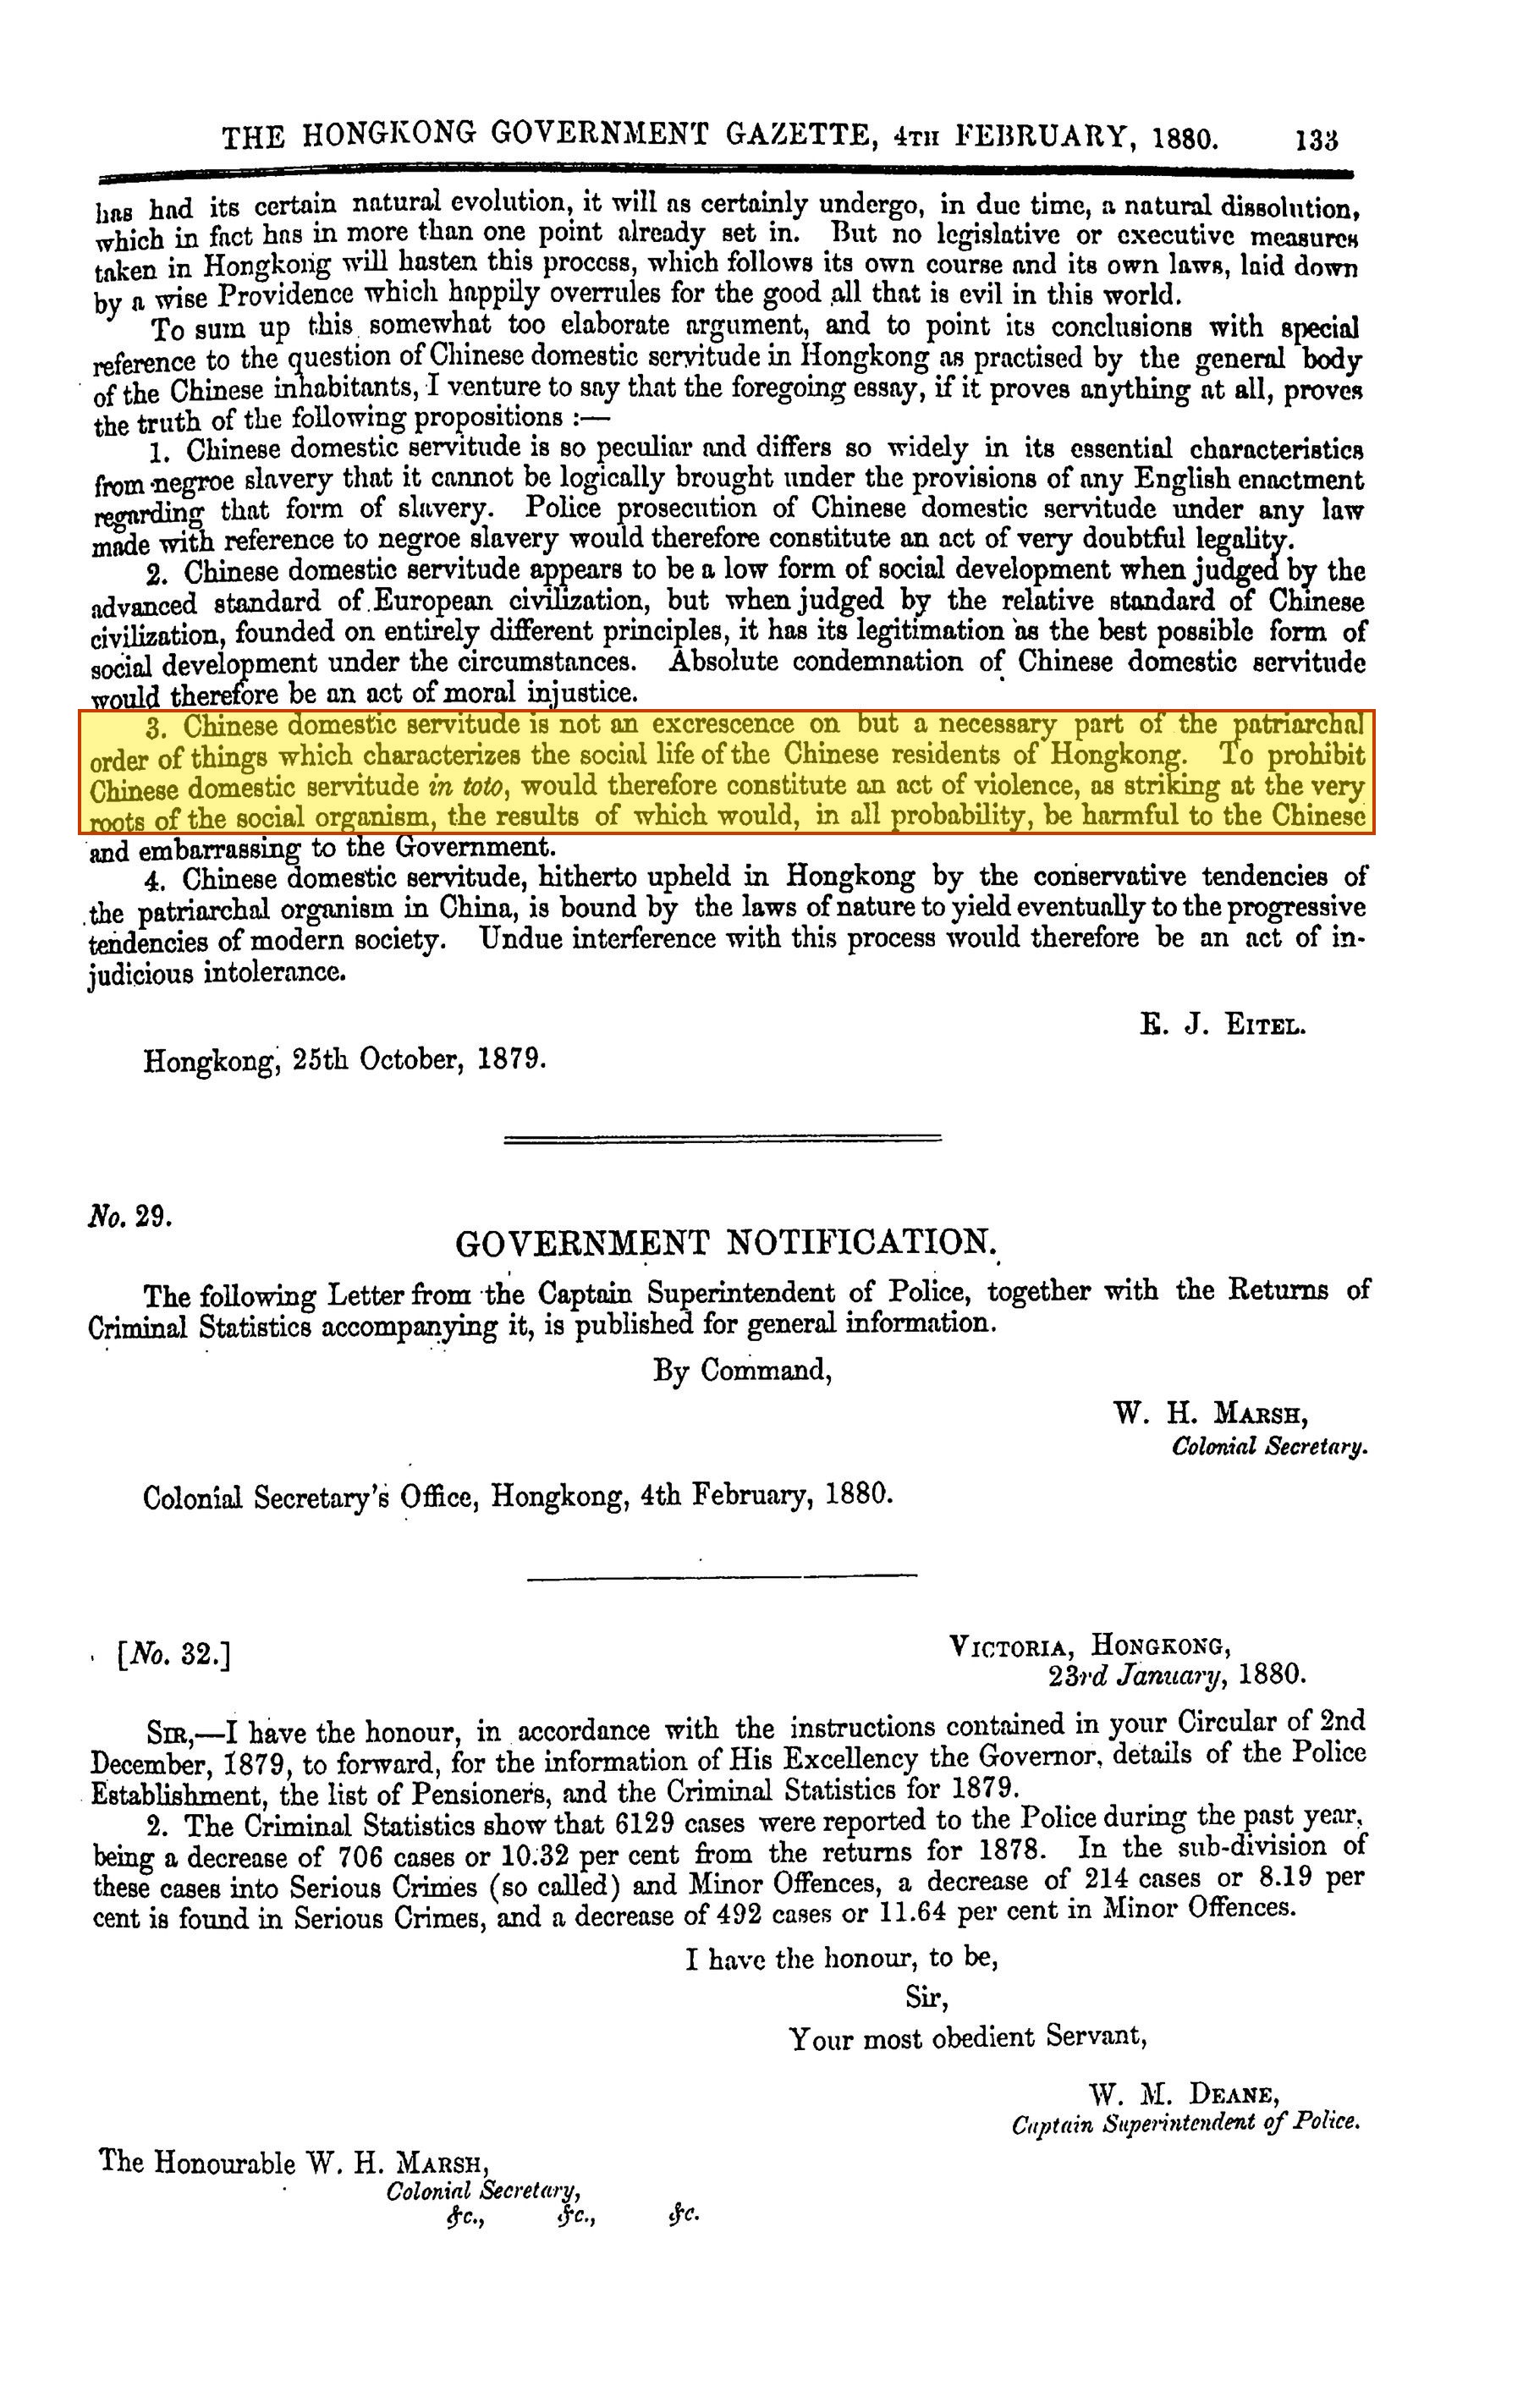 THE HONGKONG GOVERNMENT GAZETTE, 4TH FEBRUARY, 1880. 133
has had its certain natural evolution, it will as certainly undergo, in due time, a natural dissolution,
which in fact has in more than one point already set in. But no legislative or executive measures
taken in Hongkong will hasten this process, which follows its own course and its own laws, laid down
by a wise Providence which happily overrules for the good all that is evil in this world.
To sum up this somewhat too elaborate argument, and to point its conclusions with special
reference to the question of Chinese domestic servitude in Hongkong as practised by the general body
of the Chinese inhabitants, I venture to say that the foregoing essay, if it proves anything at all, proves
the truth of the following propositions :—
1. Chinese domestic servitude is so peculiar and differs so widely in its essential characteristics
from negroe slavery that it cannot be logically brought under the provisions of any English enactment
regarding that form of slavery. Police prosecution of Chinese domestic servitude under any law
made with reference to negroe slavery would therefore constitute an act of very doubtful legality.
2. Chinese domestic servitude appears to be a low form of social development when judged by the
advanced standard of European civilization, but when judged by the relative standard of Chinese
civilization, founded on entirely different principles, it has its legitimation as the best possible form of
social development under the circumstances. Absolute condemnation of Chinese domestic servitude
would therefore be an act of moral injustice.
3. Chinese domestic servitude is not an excrescence on but a necessary part of the patriarchal
order of things which characterizes the social life of the Chinese residents of Hongkong. To prohibit
Chinese domestic servitude in toto, would therefore constitute an act of violence, as striking at the very
roots of the social organism, the results of which would, in all probability, be harmful to the Chinese
and embarrassing to the Government.
4. Chinese domestic servitude, hitherto upheld in Hongkong by the conservative tendencies of
the patriarchal organism in China, is bound by the laws of nature to yield eventually to the progressive
tendencies of modern society. Undue interference with this process would therefore be an act of in-
judicious intolerance.
E. J. EITEL.
Hongkong, 25th October, 1879.
No. 29.
GOVERNMENT NOTIFICATION.
The following Letter from the Captain Superintendent of Police, together with the Returns of
Criminal Statistics accompanying it, is published for general information.
By Command,
W. H. MARSH,
Colonial Secretary.
Colonial Secretary's Office, Hongkong, 4th February, 1880.
[No. 32.]
VICTORIA, HONGKONG,
23rd January, 1880.
SIR,—I have the honour, in accordance with the instructions contained in your Circular of 2nd
December, 1879, to forward, for the information of His Excellency the Governor, details of the Police
Establishment, the list of Pensioners, and the Criminal Statistics for 1879.
2. The Criminal Statistics show that 6129 cases were reported to the Police during the past year,
being a decrease of 706 cases or 10.32 per cent from the returns for 1878. In the sub-division of
these cases into Serious Crimes (so called) and Minor Offences, a decrease of 214 cases or 8.19 per
cent is found in Serious Crimes, and a decrease of 492 cases or 11.64 per cent in Minor Offences.
I have the honour, to be,
Sir,
Your most obedient Servant,
W. M. DEANE,
Captain Superintendent of Police.
The Honourable W. H. MARSH,
Colonial Secretary,
&c., &c., &c.